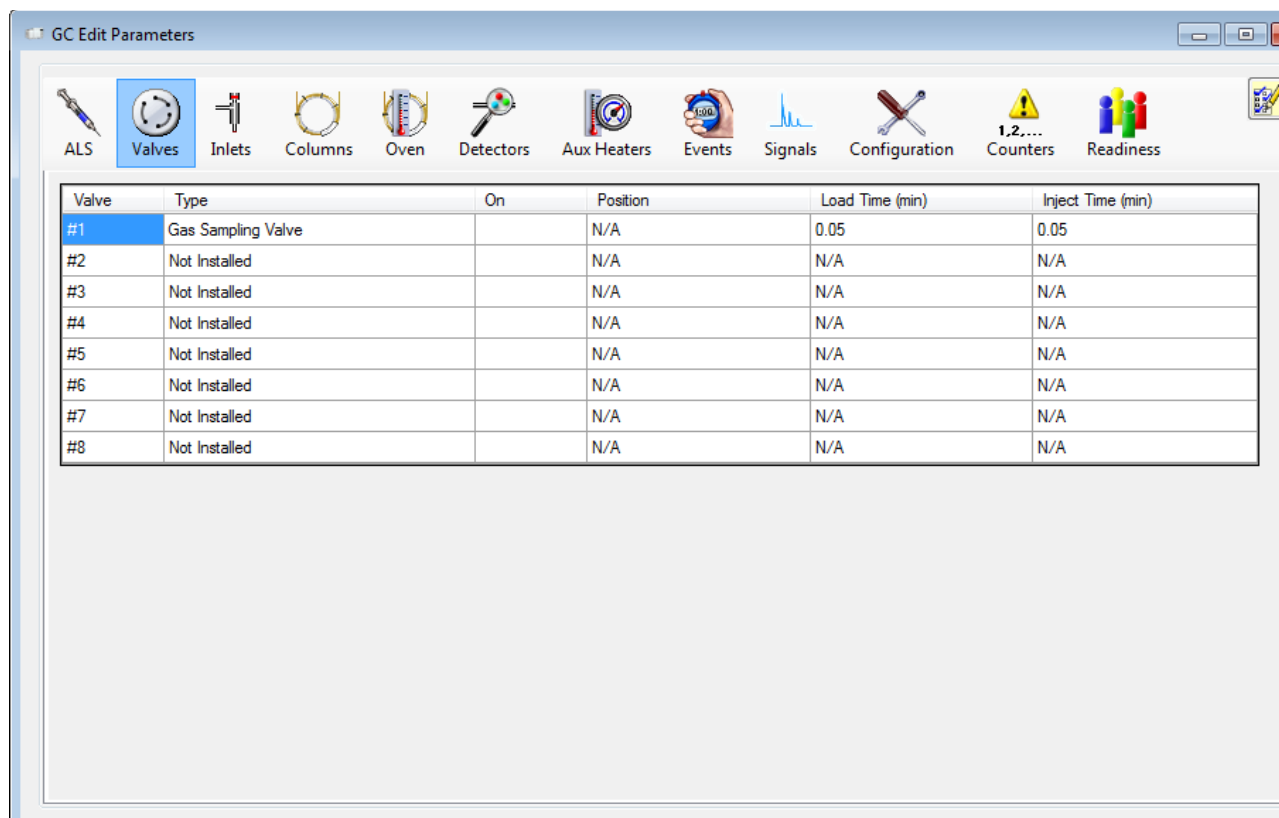 GC Edit Parameters
ALS Valves Inlets Columns Oven Detectors Aux Heaters 1:00 Events Signals Configuration 1,2,... Counters Readiness
Valve Type On Position Load Time (min) Inject Time (min)
#1 Gas Sampling Valve N/A 0.05 0.05
#2 Not Installed N/A N/A N/A
#3 Not Installed N/A N/A N/A
#4 Not Installed N/A N/A N/A
#5 Not Installed N/A N/A N/A
#6 Not Installed N/A N/A N/A
#7 Not Installed N/A N/A N/A
#8 Not Installed N/A N/A N/A